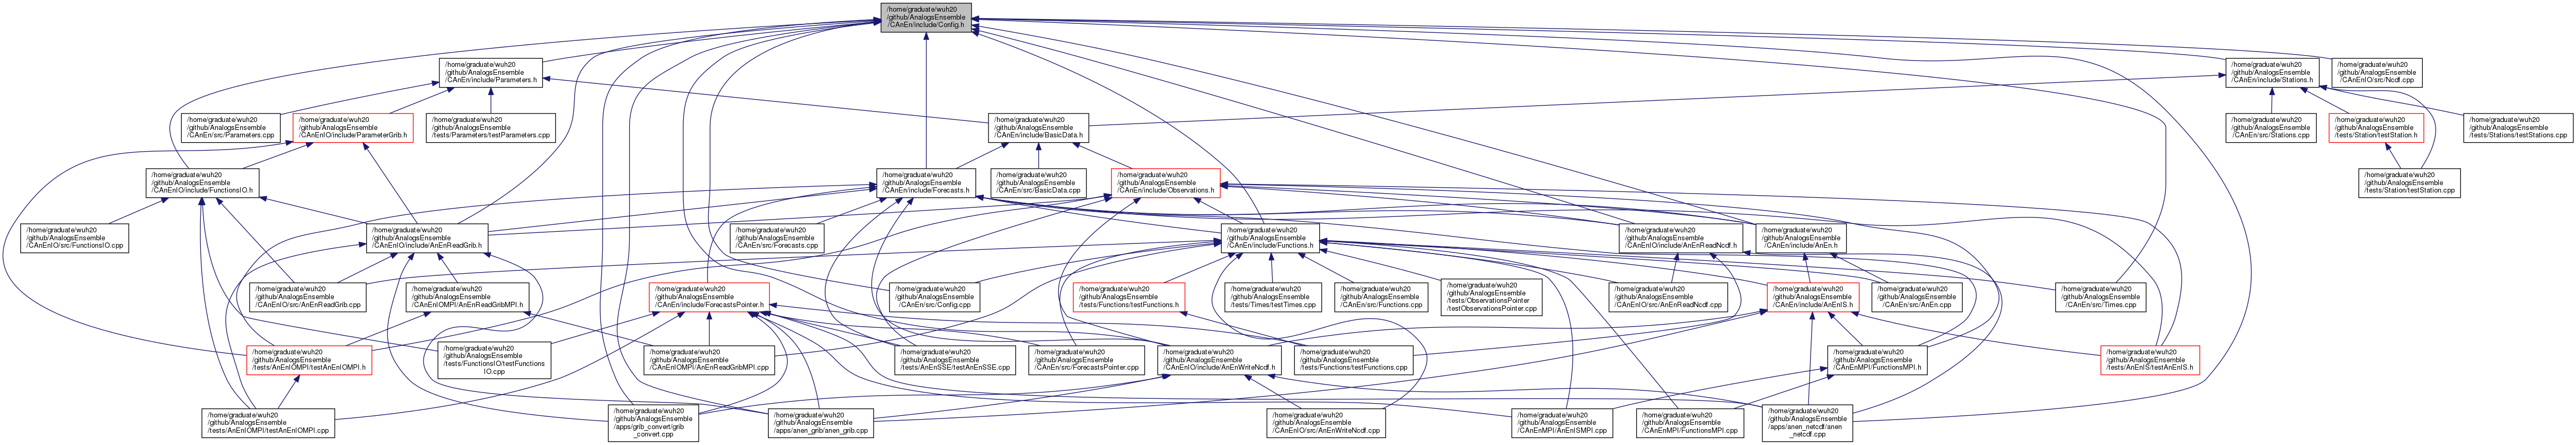 /home/graduate/wuh20
/github/AnalogsEnsemble
/CAnEn/include/Config.h
/home/graduate/wuh20
/github/AnalogsEnsemble
/CAnEn/include/Parameters.h
/home/graduate/wuh20
/github/AnalogsEnsemble
/CAnEn/include/Stations.h
/home/graduate/wuh20
/github/AnalogsEnsemble
/CAnEnIO/src/Ncdf.cpp
/home/graduate/wuh20
/github/AnalogsEnsemble
/CAnEn/src/Parameters.cpp
/home/graduate/wuh20
/github/AnalogsEnsemble
/CAnEnIO/include/ParameterGrib.h
/home/graduate/wuh20
/github/AnalogsEnsemble
/tests/Parameters/testParameters.cpp
/home/graduate/wuh20
/github/AnalogsEnsemble
/CAnEn/include/BasicData.h
/home/graduate/wuh20
/github/AnalogsEnsemble
/CAnEn/src/Stations.cpp
/home/graduate/wuh20
/github/AnalogsEnsemble
/tests/Station/testStation.h
/home/graduate/wuh20
/github/AnalogsEnsemble
/tests/Stations/testStations.cpp
/home/graduate/wuh20
/github/AnalogsEnsemble
/CAnEnIO/include/FunctionsIO.h
/home/graduate/wuh20
/github/AnalogsEnsemble
/CAnEn/include/Forecasts.h
/home/graduate/wuh20
/github/AnalogsEnsemble
/CAnEn/src/BasicData.cpp
/home/graduate/wuh20
/github/AnalogsEnsemble
/CAnEn/include/Observations.h
/home/graduate/wuh20
/github/AnalogsEnsemble
/tests/Station/testStation.cpp
/home/graduate/wuh20
/github/AnalogsEnsemble
/CAnEnIO/src/FunctionsIO.cpp
/home/graduate/wuh20
/github/AnalogsEnsemble
/CAnEnIO/include/AnEnReadGrib.h
/home/graduate/wuh20
/github/AnalogsEnsemble
/CAnEn/src/Forecasts.cpp
/home/graduate/wuh20
/github/AnalogsEnsemble
/CAnEn/include/Functions.h
/home/graduate/wuh20
/github/AnalogsEnsemble
/CAnEnIO/include/AnEnReadNcdf.h
/home/graduate/wuh20
/github/AnalogsEnsemble
/CAnEn/include/AnEn.h
/home/graduate/wuh20
/github/AnalogsEnsemble
/CAnEnIO/src/AnEnReadGrib.cpp
/home/graduate/wuh20
/github/AnalogsEnsemble
/CAnEnIOMPI/AnEnReadGribMPI.h
/home/graduate/wuh20
/github/AnalogsEnsemble
/CAnEn/include/ForecastsPointer.h
/home/graduate/wuh20
/github/AnalogsEnsemble
/CAnEn/src/Config.cpp
/home/graduate/wuh20
/github/AnalogsEnsemble
/tests/Functions/testFunctions.h
/home/graduate/wuh20
/github/AnalogsEnsemble
/tests/Times/testTimes.cpp
/home/graduate/wuh20
/github/AnalogsEnsemble
/CAnEn/src/Functions.cpp
/home/graduate/wuh20
/github/AnalogsEnsemble
/tests/ObservationsPointer
/testObservationsPointer.cpp
/home/graduate/wuh20
/github/AnalogsEnsemble
/CAnEnIO/src/AnEnReadNcdf.cpp
/home/graduate/wuh20
/github/AnalogsEnsemble
/CAnEn/include/AnEnIS.h
/home/graduate/wuh20
/github/AnalogsEnsemble
/CAnEn/src/AnEn.cpp
/home/graduate/wuh20
/github/AnalogsEnsemble
/CAnEn/src/Times.cpp
/home/graduate/wuh20
/github/AnalogsEnsemble
/tests/AnEnIOMPI/testAnEnIOMPI.h
/home/graduate/wuh20
/github/AnalogsEnsemble
/tests/FunctionsIO/testFunctions
IO.cpp
/home/graduate/wuh20
/github/AnalogsEnsemble
/CAnEnIOMPI/AnEnReadGribMPI.cpp
/home/graduate/wuh20
/github/AnalogsEnsemble
/tests/AnEnSSE/testAnEnSSE.cpp
/home/graduate/wuh20
/github/AnalogsEnsemble
/CAnEn/src/ForecastsPointer.cpp
/home/graduate/wuh20
/github/AnalogsEnsemble
/CAnEnIO/include/AnEnWriteNcdf.h
/home/graduate/wuh20
/github/AnalogsEnsemble
/tests/Functions/testFunctions.cpp
/home/graduate/wuh20
/github/AnalogsEnsemble
/CAnEnMPI/FunctionsMPI.h
/home/graduate/wuh20
/github/AnalogsEnsemble
/tests/AnEnIS/testAnEnIS.h
/home/graduate/wuh20
/github/AnalogsEnsemble
/tests/AnEnIOMPI/testAnEnIOMPI.cpp
/home/graduate/wuh20
/github/AnalogsEnsemble
/apps/grib_convert/grib
_convert.cpp
/home/graduate/wuh20
/github/AnalogsEnsemble
/apps/anen_grib/anen_grib.cpp
/home/graduate/wuh20
/github/AnalogsEnsemble
/CAnEnIO/src/AnEnWriteNcdf.cpp
/home/graduate/wuh20
/github/AnalogsEnsemble
/CAnEnMPI/AnEnISMPI.cpp
/home/graduate/wuh20
/github/AnalogsEnsemble
/CAnEnMPI/FunctionsMPI.cpp
/home/graduate/wuh20
/github/AnalogsEnsemble
/apps/anen_netcdf/anen
_netcdf.cpp